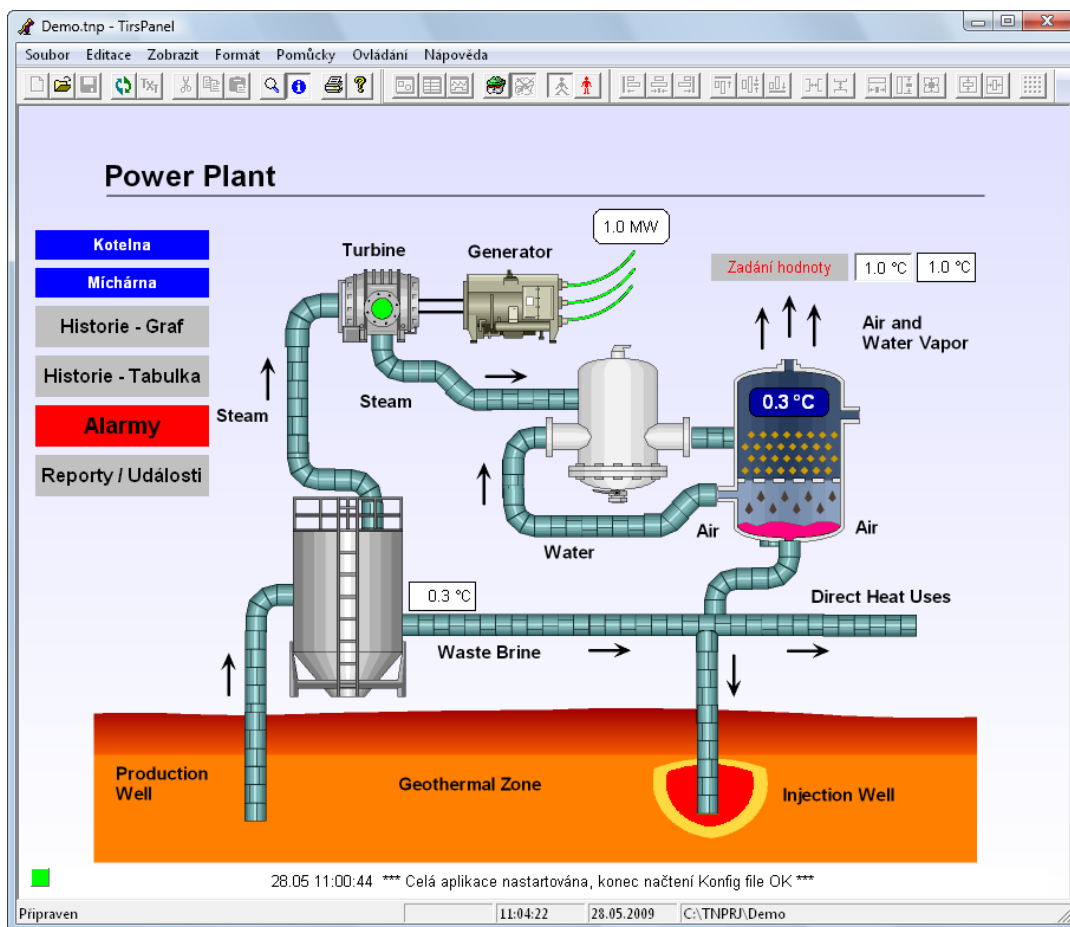 Demo.tnp - TirsPanel
Soubor Editace Zobrazit Formát Pomůcky Ovládání Nápověda
TXT
Power Plant
1.0 MW
Kotelna
Turbine
Generator
Zadání hodnoty
1.0 °C
1.0 °C
Míchárna
Historie - Graf
Air and
Water Vapor
Historie - Tabulka
Steam
Steam
0.3 °C
Alarmy
Reporty / Události
Water
Air
Air
0.3 °C
Direct Heat Uses
Waste Brine
Production
Well
Geothermal Zone
Injection Well
28.05 11:00:44 *** Celá aplikace nastartována, konec načtení Konfig file OK ***
Připraven
11:04:22
28.05.2009
C:\TNPRJ\Demo